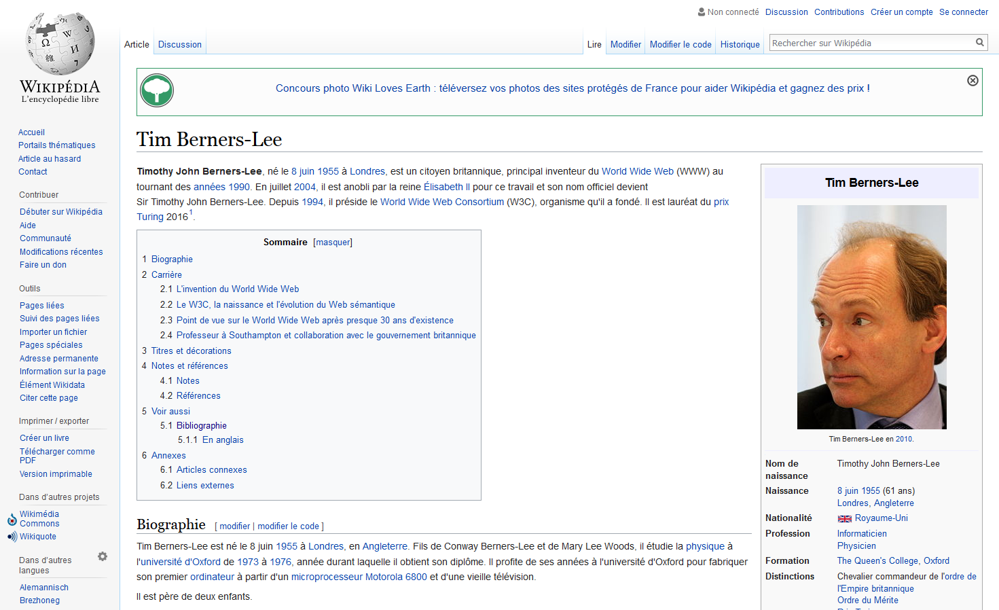 Non connecté Discussion Contributions Créer un compte Se connecter
Article Discussion
Lire Modifier Modifier le code Historique Rechercher sur Wikipédia
WIKIPÉDIA
L'encyclopédie libre
Accueil
Portails thématiques
Article au hasard
Contact
Contribuer
Débuter sur Wikipédia
Aide
Communauté
Modifications récentes
Faire un don
Outils
Pages liées
Suivi des pages liées
Importer un fichier
Pages spéciales
Adresse permanente
Information sur la page
Élément Wikidata
Citer cette page
Imprimer / exporter
Créer un livre
Télécharger comme
PDF
Version imprimable
Dans d'autres projets
Wikimédia
Commons
Wikiquote
Dans d'autres
langues
Alemannisch
Brezhoneg
Concours photo Wiki Loves Earth : téléversez vos photos des sites protégés de France pour aider Wikipédia et gagnez des prix !
Tim Berners-Lee
Timothy John Berners-Lee, né le 8 juin 1955 à Londres, est un citoyen britannique, principal inventeur du World Wide Web (WWW) au
tournant des années 1990. En juillet 2004, il est anobli par la reine Élisabeth II pour ce travail et son nom officiel devient
Sir Timothy John Berners-Lee. Depuis 1994, il préside le World Wide Web Consortium (W3C), organisme qu'il a fondé. Il est lauréat du prix
Turing 2016¹.
Sommaire [masquer]
1 Biographie
2 Carrière
2.1 L'invention du World Wide Web
2.2 Le W3C, la naissance et l'évolution du Web sémantique
2.3 Point de vue sur le World Wide Web après presque 30 ans d'existence
2.4 Professeur à Southampton et collaboration avec le gouvernement britannique
3 Titres et décorations
4 Notes et références
4.1 Notes
4.2 Références
5 Voir aussi
5.1 Bibliographie
5.1.1 En anglais
6 Annexes
6.1 Articles connexes
6.2 Liens externes
Biographie [ modifier | modifier le code ]
Tim Berners-Lee est né le 8 juin 1955 à Londres, en Angleterre. Fils de Conway Berners-Lee et de Mary Lee Woods, il étudie la physique à
l'université d'Oxford de 1973 à 1976, année durant laquelle il obtient son diplôme. Il profite de ses années à l'université d'Oxford pour fabriquer
son premier ordinateur à partir d'un microprocesseur Motorola 6800 et d'une vieille télévision.
Il est père de deux enfants.
Tim Berners-Lee
Tim Berners-Lee en 2010.
Nom de naissance Timothy John Berners-Lee
Naissance 8 juin 1955 (61 ans)
Londres, Angleterre
Nationalité Royaume-Uni
Profession Informaticien
Physicien
Formation The Queen's College, Oxford
Distinctions Chevalier commandeur de l'ordre de
l'Empire britannique
Ordre du Mérite